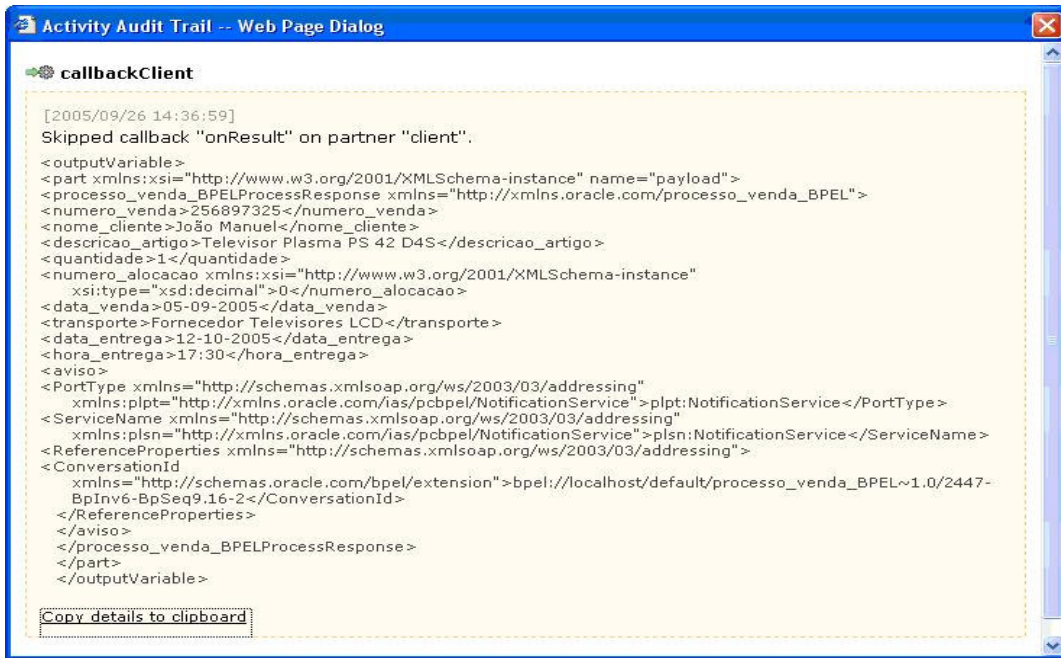 Activity Audit Trail -- Web Page Dialog
callbackClient
[2005/09/26 14:36:59]
Skipped callback "onResult" on partner "client".
<outputVariable>
<part xmlns:xsi="http://www.w3.org/2001/XMLSchema-instance" name="payload">
<processo_venda_BPELProcessResponse xmlns="http://xmlns.oracle.com/processo_venda_BPEL">
<numero_venda>256897325</numero_venda>
<nome_cliente>João Manuel</nome_cliente>
<descricao_artigo>Televisor Plasma PS 42 D4S</descricao_artigo>
<quantidade>1</quantidade>
<numero_alocacao xmlns:xsi="http://www.w3.org/2001/XMLSchema-instance"
xsi:type="xsd:decimal">0</numero_alocacao>
<data_venda>05-09-2005</data_venda>
<transporte>Fornecedor Televisores LCD</transporte>
<data_entrega>12-10-2005</data_entrega>
<hora_entrega>17:30</hora_entrega>
<aviso>
<PortType xmlns="http://schemas.xmlsoap.org/ws/2003/03/addressing"
xmlns:plpt="http://xmlns.oracle.com/ias/pcbpel/NotificationService">plpt:NotificationService</PortType>
<ServiceName xmlns="http://schemas.xmlsoap.org/ws/2003/03/addressing"
xmlns:plsn="http://xmlns.oracle.com/ias/pcbpel/NotificationService">plsn:NotificationService</ServiceName>
<ReferenceProperties xmlns="http://schemas.xmlsoap.org/ws/2003/03/addressing">
<ConversationId
xmlns="http://schemas.oracle.com/bpel/extension">bpel://localhost/default/processo_venda_BPEL~1.0/2447-
BpInv6-BpSeq9.16-2</ConversationId>
</ReferenceProperties>
</aviso>
</processo_venda_BPELProcessResponse>
</part>
</outputVariable>
Copy details to clipboard